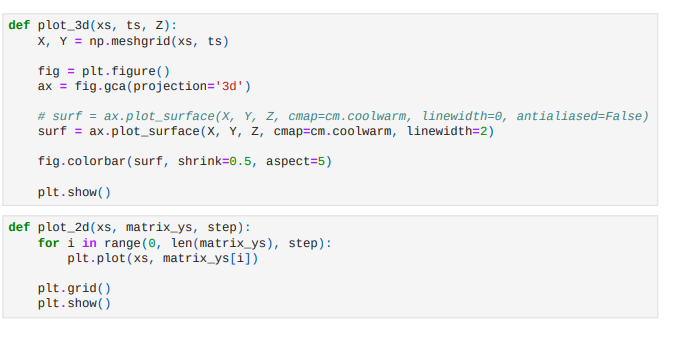 def plot_3d(xs, ts, Z):
    X, Y = np.meshgrid(xs, ts)

    fig = plt.figure()
    ax = fig.gca(projection='3d')

    # surf = ax.plot_surface(X, Y, Z, cmap=cm.coolwarm, linewidth=0, antialiased=False)
    surf = ax.plot_surface(X, Y, Z, cmap=cm.coolwarm, linewidth=2)

    fig.colorbar(surf, shrink=0.5, aspect=5)

    plt.show()

def plot_2d(xs, matrix_ys, step):
    for i in range(0, len(matrix_ys), step):
        plt.plot(xs, matrix_ys[i])

    plt.grid()
    plt.show()